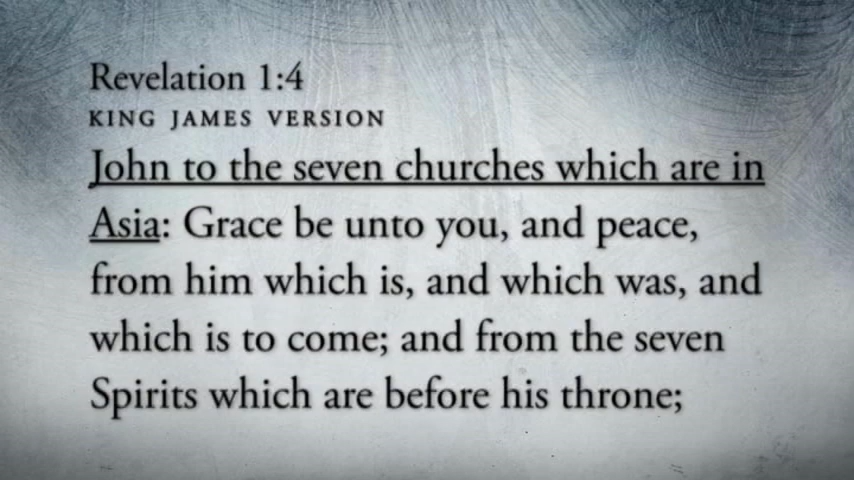 Revelation 1:4
KING JAMES VERSION
John to the seven churches which are in
Asia: Grace be unto you, and peace,
from him which is, and which was, and
which is to come; and from the seven
Spirits which are before his throne;